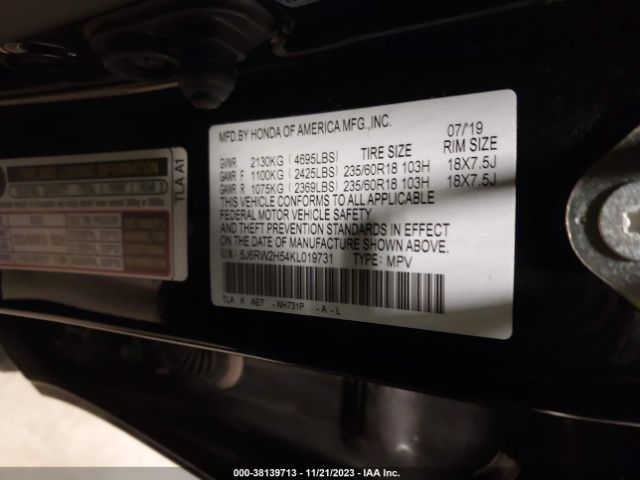 MFD.BY HONDA OF AMERICA MFG.,INC. 07/'19
GVWR 2130KG (4695LBS) TIRE SIZE RIM SIZE
GAWR F 1100KG (2425LBS) 235/60R18 103H 18X7.5J
GAWR R 1075KG (2369LBS) 235/60R18 103H 18X7.5J
THIS VEHICLE CONFORMS TO ALL APPLICABLE
FEDERAL MOTOR VEHICLE SAFETY
AND THEFT PREVENTION STANDARDS IN EFFECT ON
THE DATE OF MANUFACTURE SHOWN ABOVE.
5J6RW2H54KL019731 TYPE: MPV
TLA K AE7 -NH731P -A-L
TLA A1
000-38139713 - 11/21/2023 - IAA Inc.